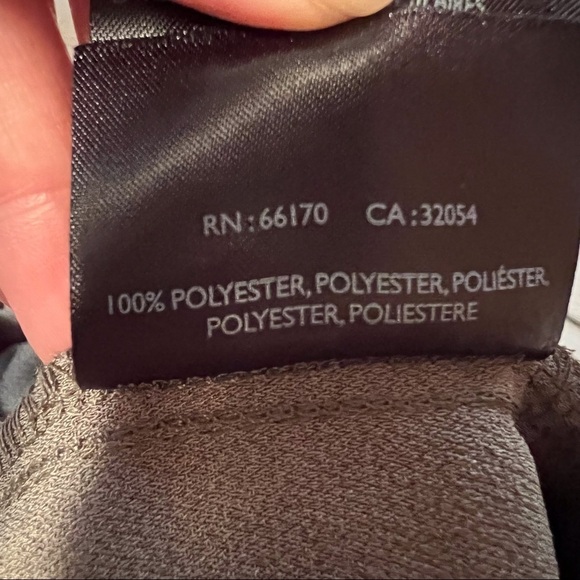 RN:66170 CA:32054
100% POLYESTER, POLYESTER, POLIÉSTER,
POLYESTER, POLIESTERE